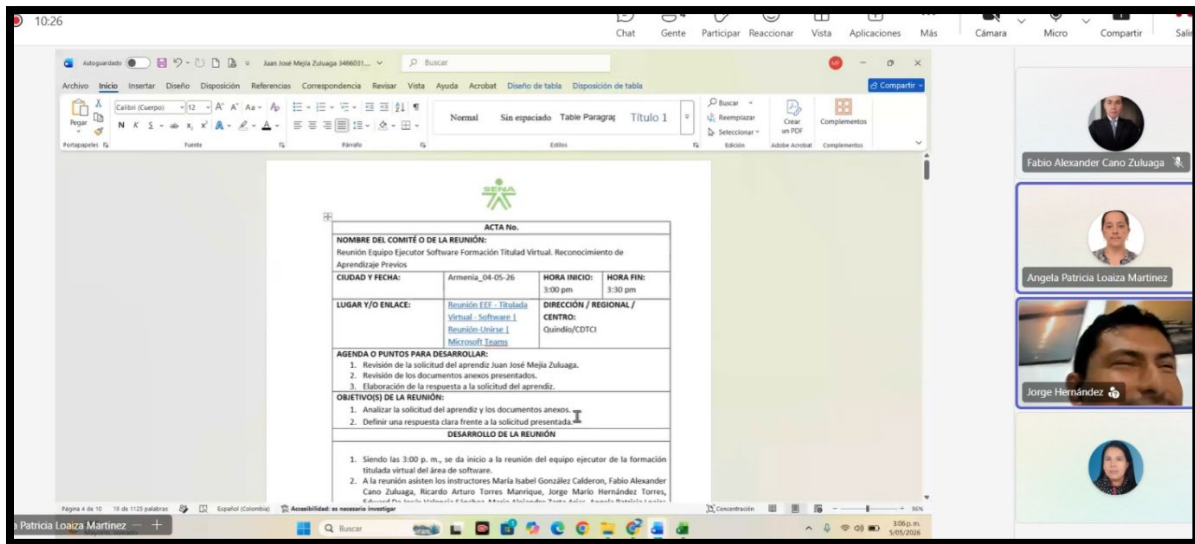 10:26
Chat Gente Participar Reaccionar Vista Aplicaciones Más Cámara Micro Compartir Salir
Autoguardado Juan José Mejía Zuluaga 3486031... Buscar
Archivo Inicio Insertar Diseño Disposición Referencias Correspondencia Revisar Vista Ayuda Acrobat Diseño de tabla Disposición de tabla Compartir
Pegar
Calibri (Cuerpo) 12
N K S
Normal Sin espaciado Table Paragrap Título 1
Buscar
Reemplazar
Seleccionar
Crear un PDF
Complementos
Portapapeles Fuente Párrafo Estilos Edición Adobe Acrobat Complementos
SENA
ACTA No.
NOMBRE DEL COMITÉ O DE LA REUNIÓN:
Reunión Equipo Ejecutor Software Formación Titulad Virtual. Reconocimiento de
Aprendizaje Previos
CIUDAD Y FECHA: Armenia_04-05-26 HORA INICIO: HORA FIN:
3:00 pm 3:30 pm
LUGAR Y/O ENLACE: Reunión EEF - Titulada DIRECCIÓN / REGIONAL /
Virtual - Software | CENTRO:
Reunión-Unirse | Quindío/CDTCI
Microsoft Teams
AGENDA O PUNTOS PARA DESARROLLAR:
1. Revisión de la solicitud del aprendiz Juan José Mejía Zuluaga.
2. Revisión de los documentos anexos presentados.
3. Elaboración de la respuesta a la solicitud del aprendiz.
OBJETIVO(S) DE LA REUNIÓN:
1. Analizar la solicitud del aprendiz y los documentos anexos.
2. Definir una respuesta clara frente a la solicitud presentada.
DESARROLLO DE LA REUNIÓN
1. Siendo las 3:00 p. m., se da inicio a la reunión del equipo ejecutor de la formación
titulada virtual del área de software.
2. A la reunión asisten los instructores María Isabel González Calderon, Fabio Alexander
Cano Zuluaga, Ricardo Arturo Torres Manrique, Jorge Mario Hernández Torres,
Página 4 de 10 10 de 1125 palabras Español (Colombia) Accesibilidad: es necesario investigar Concentración 96%
Buscar
3:06 p. m.
5/05/2026
Patricia Loaiza Martinez
Fabio Alexander Cano Zuluaga
Angela Patricia Loaiza Martinez
Jorge Hernández